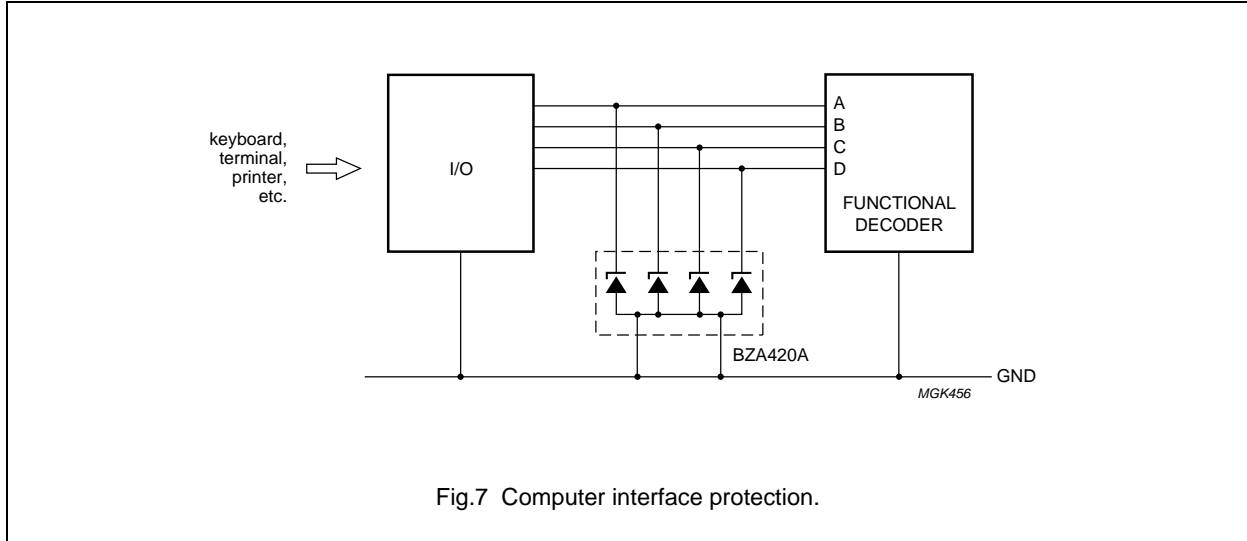 keyboard,
terminal,
printer,
etc.
I/O
A
B
C
D
FUNCTIONAL
DECODER
BZA420A
GND
MGK456
Fig.7 Computer interface protection.